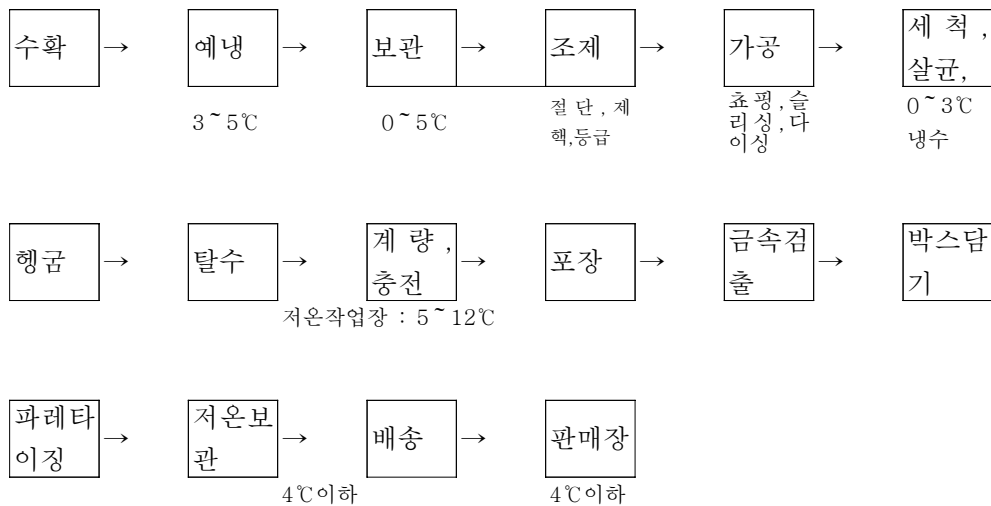 수확 → 예냉 → 보관 → 조제 → 가공 → 세 척 ,
살균,
3~5℃ 0~5℃ 절 단 , 제
핵,등급
쵸 핑 , 슬
리 싱 , 다
이싱
0~3℃
냉수
헹굼 → 탈수 → 계 량 ,
충전 → 포장 → 금속검
출 → 박스담
기
저온작업장 : 5~12℃
파레타
이징 → 저온보
관 → 배송 → 판매장
4℃이하 4℃이하